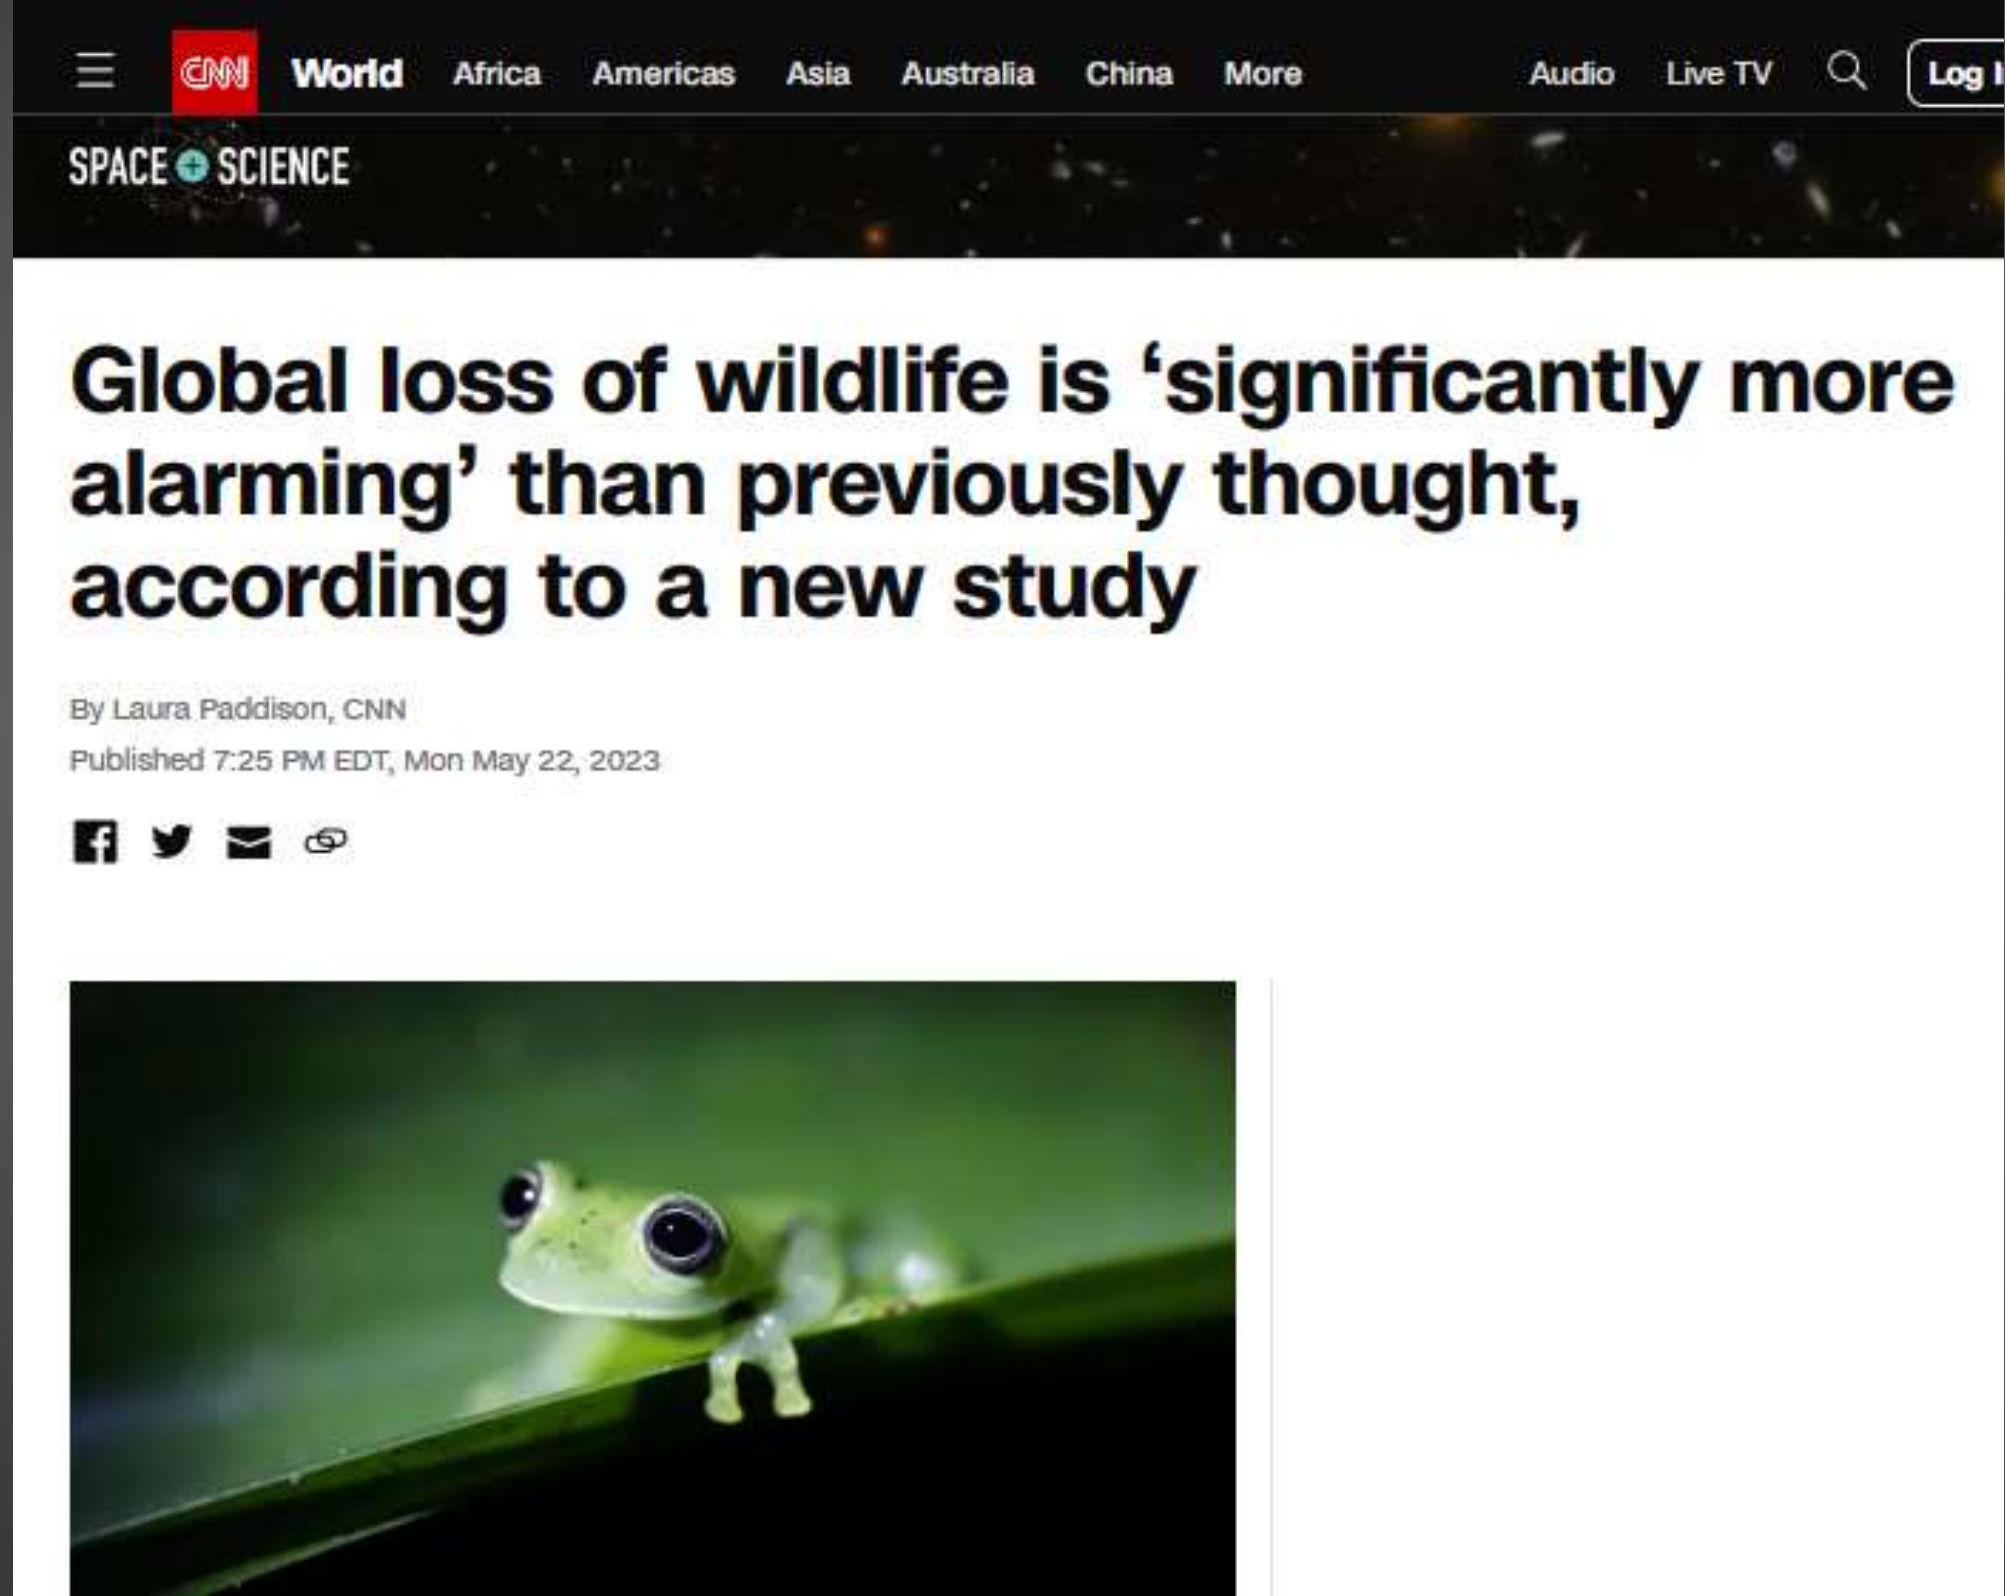 CNN World Africa Americas Asia Australia China More Audio Live TV Log
SPACE SCIENCE
Global loss of wildlife is ‘significantly more
alarming’ than previously thought,
according to a new study
By Laura Paddison, CNN
Published 7:25 PM EDT, Mon May 22, 2023